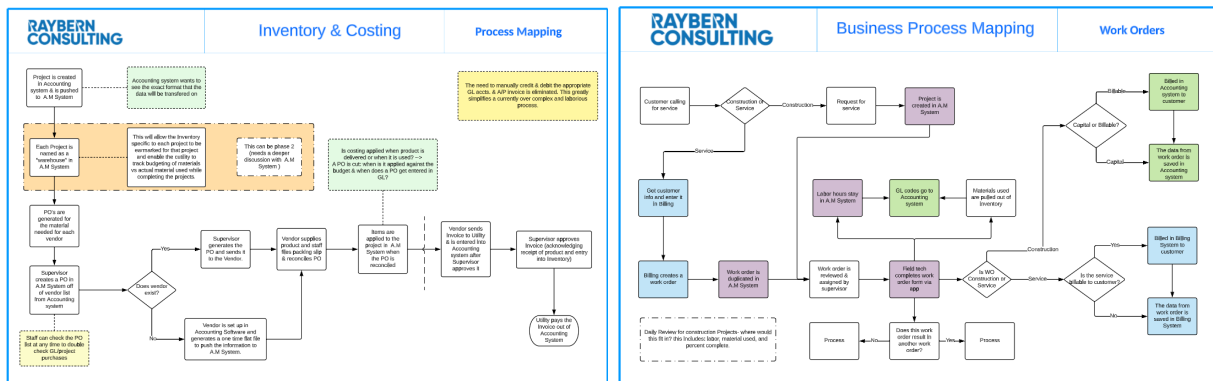 RAYBERN
CONSULTING
Inventory & Costing
Process Mapping
Project is created
in Accounting
system & is pushed
to A.M System
Accounting system wants to
see the exact format that the
data will be transfered on
The need to manually credit & debit the appropriate
GL accts. & A/P invoice is eliminated. This greatly
simplifies a currently over complex and laborious
process.
Each Project is
named as a
"warehouse" in
A.M System
This will allow the Inventory
specific to each project to be
earmarked for that project
and enable the cutility to
track budgeting of materials
vs actual material used while
completing the projects
This can be phase 2
(needs a deeper
discussion with A.M
System )
Is costing applied when product is
delivered or when it is used? -->
A PO is cut: when is it applied against the
budget & when does a PO get entered in
GL?
PO's are
generated for
the material
needed for each
vendor
Supervisor
creates a PO in
A.M System off
of vendor list
from Accounting
system
Staff can check the PO
list at any time to double
check GL/project
purchases
Does vendor
exist?
Yes
No
Supervisor
generates the
PO and sends it
to the Vendor
Vendor supplies
product and staff
files packing slip
& reconciles PO
Items are
applied to the
project in A.M
System when
the PO is
reconciled
Vendor sends
Invoice to Utility
& is entered into
Accounting
system after
Supervisor
approves it
Supervisor approves
Invoice (acknowledging
receipt of product and entry
into Inventory)
Vendor is set up in
Accounting Software and
generates a one time flat file
to push the information to
A.M System.
Utility pays the
Invoice out of
Accounting
System
RAYBERN
CONSULTING
Business Process Mapping
Work Orders
Customer calling
for service
Construction or
Service
Construction
Request for
service
Project is
created in A.M
System
Service
Billable
Capital or Billable?
Capital
Billed in
Accounting
system to
customer
The data from
work order is
saved in
Accounting
system
Get customer
info and enter it
in Billing
Labor hours stay
in A.M System
GL codes go to
Accounting
system
Materials used
are pulled out of
Inventory
Construction
Billing creates a
work order
Work order is
duplicated in A.M
System
Work order is
reviewed &
assigned by
supervisor
Field tech
completes work
order form via
app
Is WO
Construction or
Service
Service
Is the service
billable to customer?
Yes
No
Billed in Billing
System to
customer
The data from
work order is
saved in Billing
System
Daily Review for construction Projects- where would
this fit in? this Includes: labor, material used, and
percent complete.
Process
No
Does this work
order result in
another work
order?
Yes
Process